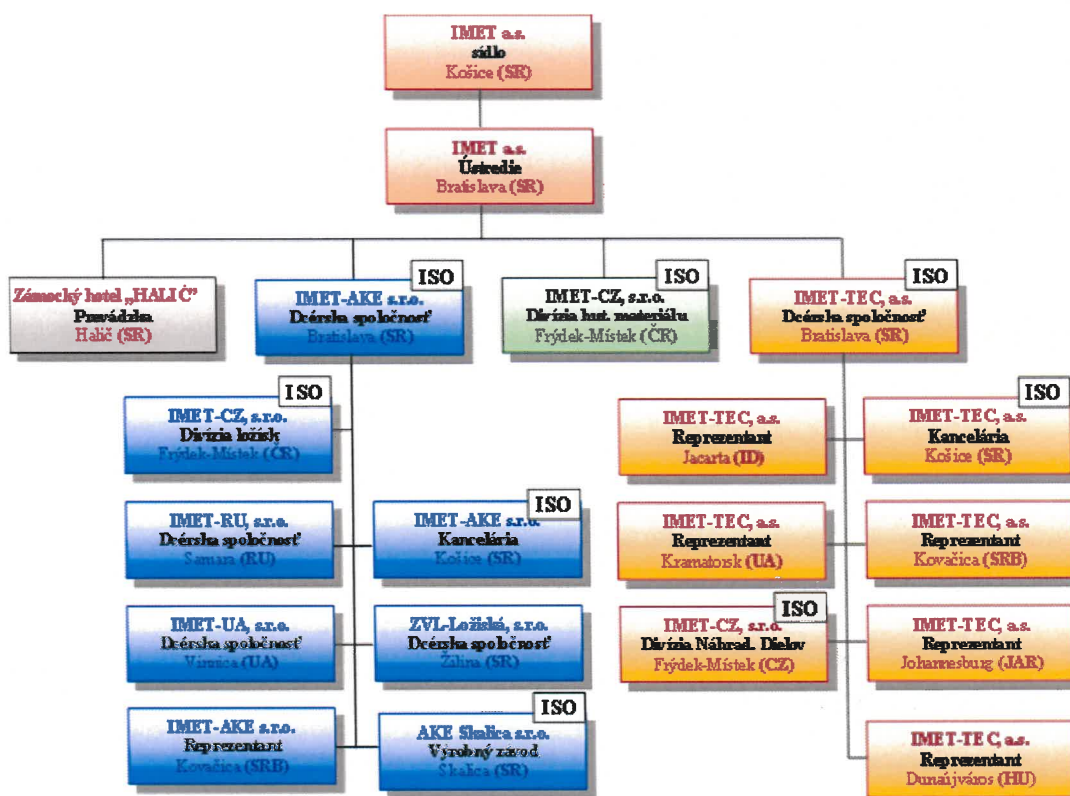 IMET a.s.
sídlo
Košice (SR)
IMET a.s.
Ústredie
Bratislava (SR)
Zámocký hotel „HALIČ”
Prevádzka
Halič (SR)
ISO
IMET-AKE s.r.o.
Dcérska spoločnosť
Bratislava (SR)
ISO
IMET-CZ, s.r.o.
Divízia hut. materiálu
Frýdek-Místek (ČR)
ISO
IMET-TEC, a.s.
Dcérska spoločnosť
Bratislava (SR)
ISO
IMET-CZ, s.r.o.
Divízia ložísk
Frýdek-Místek (ČR)
IMET-TEC, a.s.
Reprezentant
Jacarta (ID)
ISO
IMET-TEC, a.s.
Kancelária
Košice (SR)
IMET-RU, s.r.o.
Dcérska spoločnosť
Samara (RU)
ISO
IMET-AKE s.r.o.
Kancelária
Košice (SR)
IMET-TEC, a.s.
Reprezentant
Kramatorsk (UA)
IMET-TEC, a.s.
Reprezentant
Kovačica (SRB)
IMET-UA, s.r.o.
Dcérska spoločnosť
Vinnica (UA)
ZVL-Ložiská, s.r.o.
Dcérska spoločnosť
Žilina (SR)
ISO
IMET-CZ, s.r.o.
Divízia Náhrad. Dielov
Frýdek-Místek (CZ)
IMET-TEC, a.s.
Reprezentant
Johannesburg (JAR)
IMET-AKE s.r.o.
Reprezentant
Kovačica (SRB)
ISO
AKE Skalica s.r.o.
Výrobný závod
Skalica (SR)
IMET-TEC, a.s.
Reprezentant
Dunaújváros (HU)